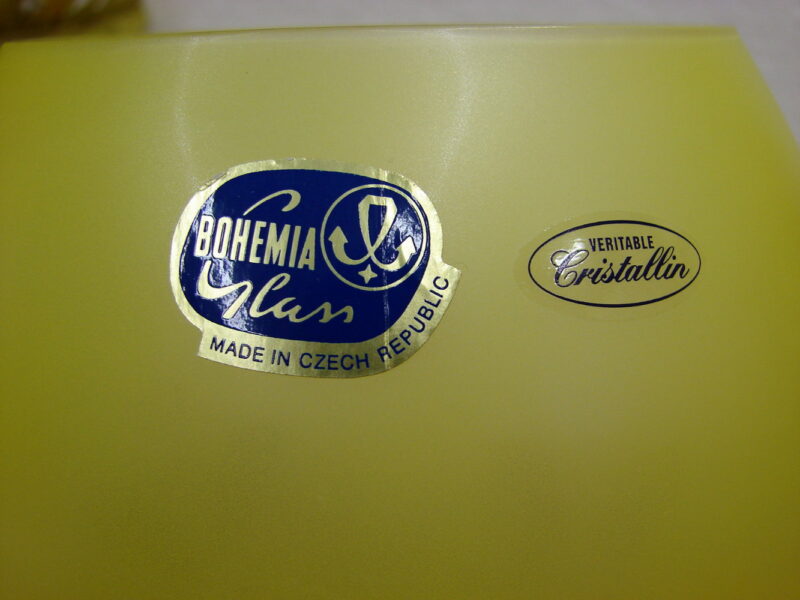 BOHEMIA
Glass
MADE IN CZECH REPUBLIC
VERITABLE
Cristallin